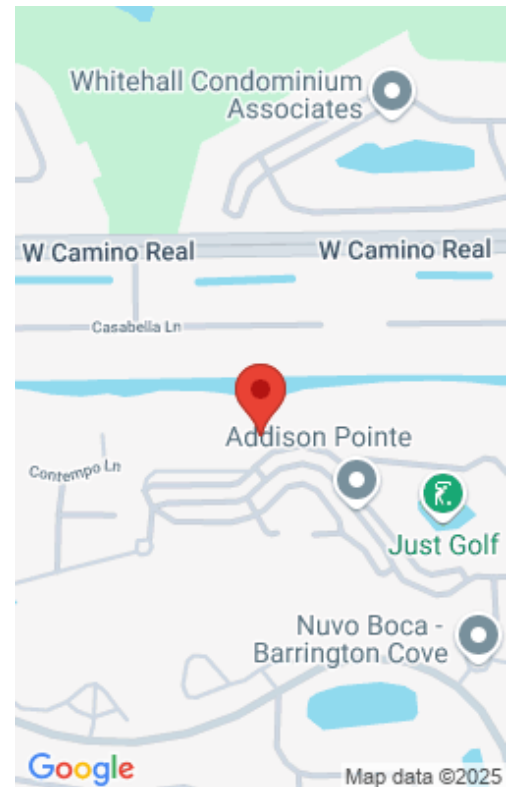 Whitehall Condominium
Associates
W Camino Real
W Camino Real
Casabella Ln
Addison Pointe
Contempo Ln
Just Golf
Nuvo Boca -
Barrington Cove
Google
Map data ©2025